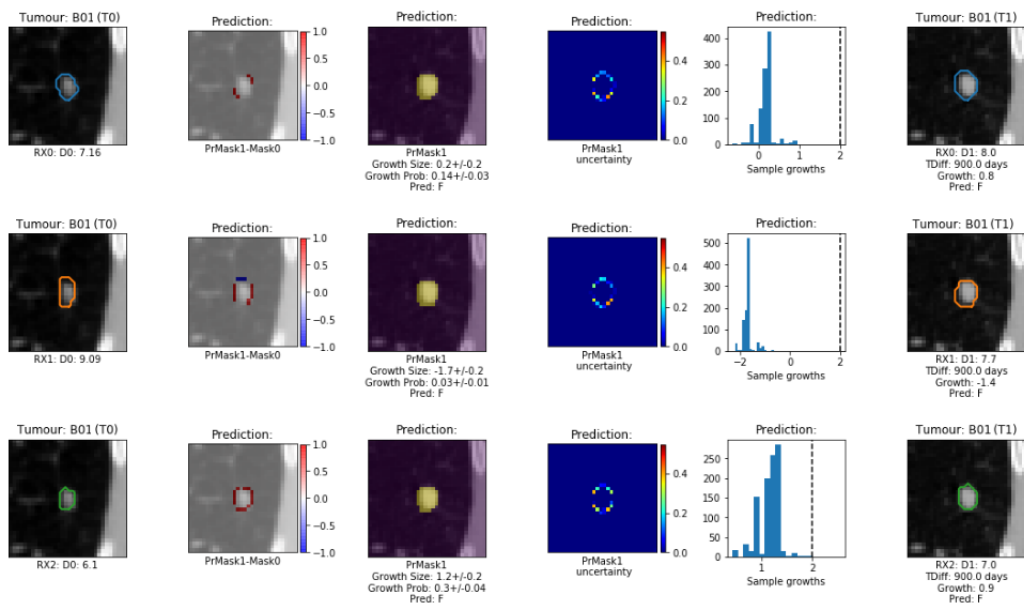 Tumour: B01 (T0)
Prediction:
Prediction:
Prediction:
Prediction:
Tumour: B01 (T1)
1.0
0.5
0.0
−0.5
−1.0
0.4
0.2
0.0
400
300
200
100
0
0
1
2
RX0: D0: 7.16
PrMask1-Mask0
PrMask1
Growth Size: 0.2+/-0.2
Growth Prob: 0.14+/-0.03
Pred: F
PrMask1
uncertainty
Sample growths
RX0: D1: 8.0
TDiff: 900.0 days
Growth: 0.8
Pred: F
Tumour: B01 (T0)
Prediction:
Prediction:
Prediction:
Prediction:
Tumour: B01 (T1)
1.0
0.5
0.0
−0.5
−1.0
0.4
0.2
0.0
500
400
300
200
100
0
−2
0
2
RX1: D0: 9.09
PrMask1-Mask0
PrMask1
Growth Size: -1.7+/-0.2
Growth Prob: 0.03+/-0.01
Pred: F
PrMask1
uncertainty
Sample growths
RX1: D1: 7.7
TDiff: 900.0 days
Growth: -1.4
Pred: F
Tumour: B01 (T0)
Prediction:
Prediction:
Prediction:
Prediction:
Tumour: B01 (T1)
1.0
0.5
0.0
−0.5
−1.0
0.4
0.2
0.0
250
200
150
100
50
0
1
2
RX2: D0: 6.1
PrMask1-Mask0
PrMask1
Growth Size: 1.2+/-0.2
Growth Prob: 0.3+/-0.04
Pred: F
PrMask1
uncertainty
Sample growths
RX2: D1: 7.0
TDiff: 900.0 days
Growth: 0.9
Pred: F